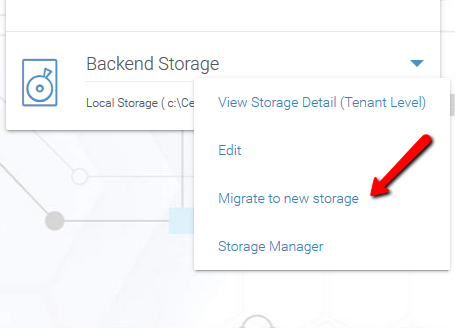 Backend Storage
Local Storage ( c:\Ce
View Storage Detail (Tenant Level)
Edit
Migrate to new storage
Storage Manager